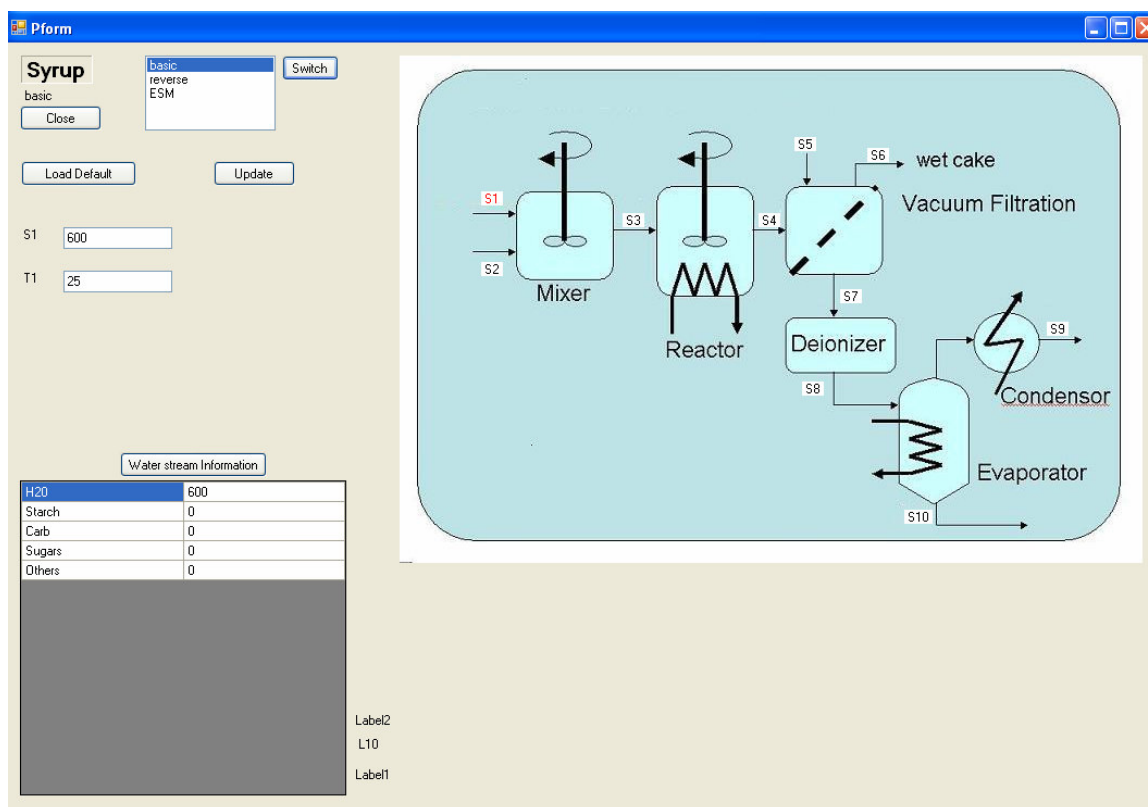 Pform
Syrup
basic
Close
basic
reverse
ESM
Switch
Load Default
Update
S1
600
T1
25
Water stream Information
H20 600
Starch 0
Carb 0
Sugars 0
Others 0
Label2
L10
Label1
S1
S2
Mixer
S3
Reactor
S4
S5
S6
wet cake
Vacuum Filtration
S7
Deionizer
S8
S9
Condensor
Evaporator
S10